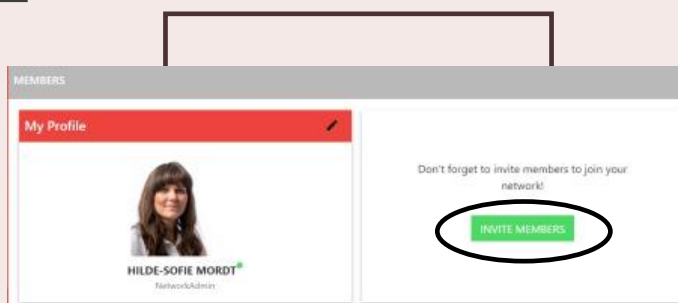 MEMBERS
My Profile
Don't forget to invite members to join your
network!
INVITE MEMBERS
HILDE-SOFIE MORDT
NetworkAdmin